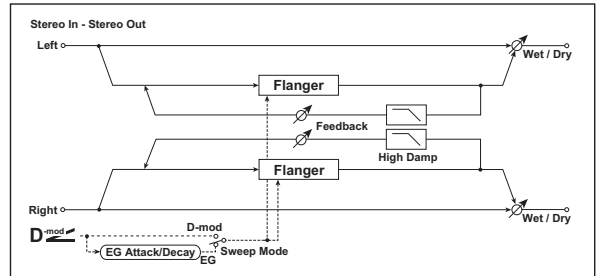 Stereo In - Stereo Out
Left
Wet / Dry
Flanger
Feedback
High Damp
Flanger
Right
Wet / Dry
D-mod
D-mod
EG Attack/Decay
EG
Sweep Mode